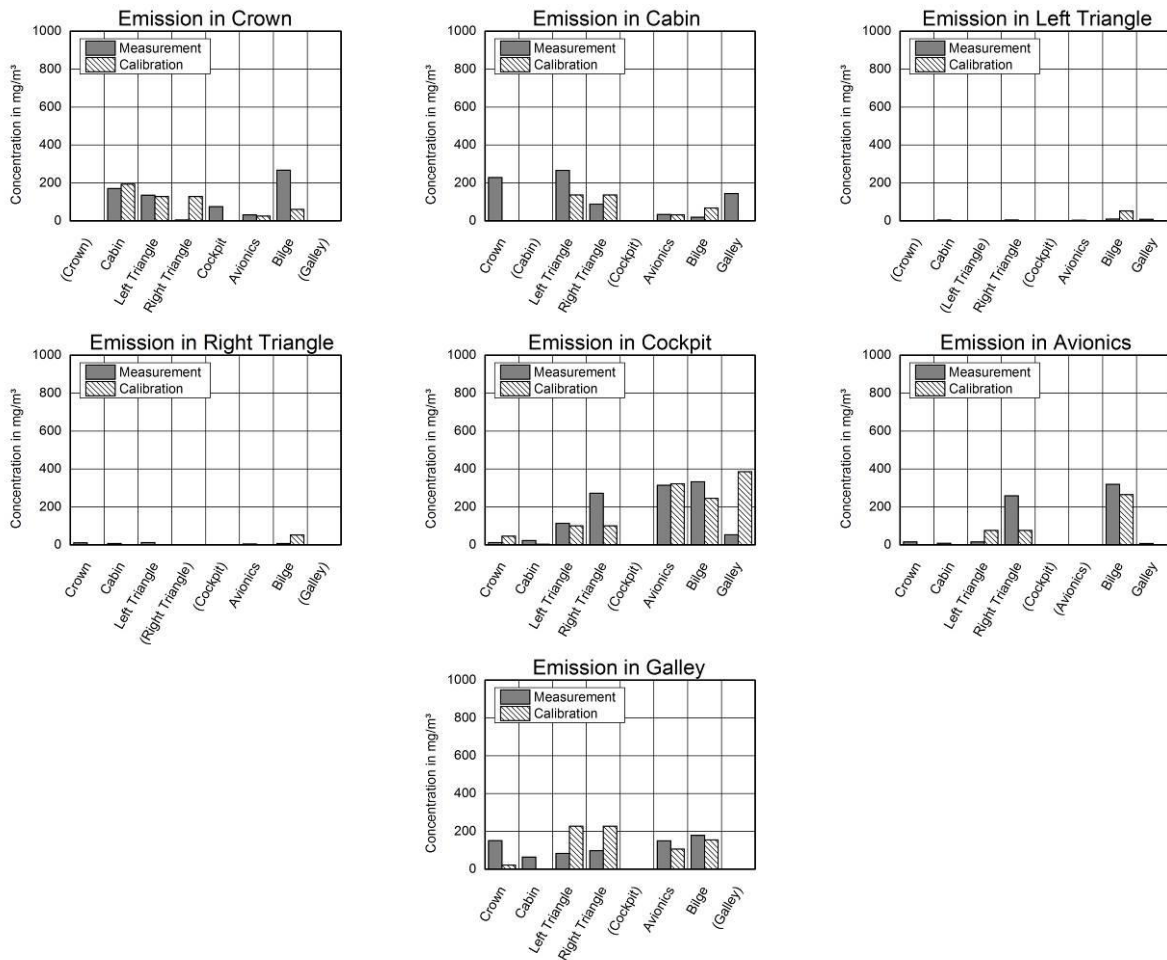 Emission in Crown
Concentration in mg/m³
1000
800
600
400
200
0
Measurement
Calibration
(Crown)
Cabin
Left Triangle
Right Triangle
Cockpit
Avionics
Bilge
(Galley)
Emission in Cabin
Concentration in mg/m³
1000
800
600
400
200
0
Measurement
Calibration
Crown
(Cabin)
Left Triangle
Right Triangle
(Cockpit)
Avionics
Bilge
Galley
Emission in Left Triangle
Concentration in mg/m³
1000
800
600
400
200
0
Measurement
Calibration
(Crown)
Cabin
(Left Triangle)
Right Triangle
(Cockpit)
Avionics
Bilge
Galley
Emission in Right Triangle
Concentration in mg/m³
1000
800
600
400
200
0
Measurement
Calibration
Crown
Cabin
Left Triangle
(Right Triangle)
(Cockpit)
Avionics
Bilge
(Galley)
Emission in Cockpit
Concentration in mg/m³
1000
800
600
400
200
0
Measurement
Calibration
Crown
Cabin
Left Triangle
Right Triangle
(Cockpit)
Avionics
Bilge
Galley
Emission in Avionics
Concentration in mg/m³
1000
800
600
400
200
0
Measurement
Calibration
Crown
Cabin
Left Triangle
Right Triangle
(Cockpit)
(Avionics)
Bilge
Galley
Emission in Galley
Concentration in mg/m³
1000
800
600
400
200
0
Measurement
Calibration
Crown
Cabin
Left Triangle
Right Triangle
(Cockpit)
Avionics
Bilge
(Galley)